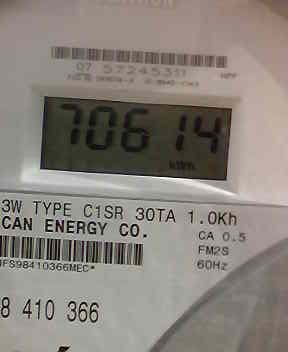 07 57245311
70614
kWh
3W TYPE C1SR 30TA 1.0Kh
CAN ENERGY CO.
CA 0.5
FM2S
60Hz
IFS98410366MEC*
8 410 366